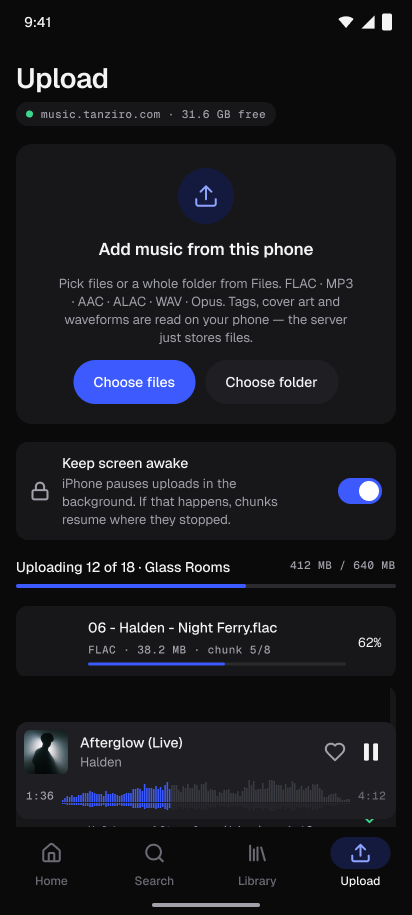 9:41
Upload
music.tanziro.com · 31.6 GB free
Add music from this phone
Pick files or a whole folder from Files. FLAC · MP3
· AAC · ALAC · WAV · Opus. Tags, cover art and
waveforms are read on your phone — the server
just stores files.
Choose files
Choose folder
Keep screen awake
iPhone pauses uploads in the
background. If that happens, chunks
resume where they stopped.
Uploading 12 of 18 · Glass Rooms
412 MB / 640 MB
06 - Halden - Night Ferry.flac
FLAC · 38.2 MB · chunk 5/8
62%
Afterglow (Live)
Halden
1:36
4:12
Home
Search
Library
Upload